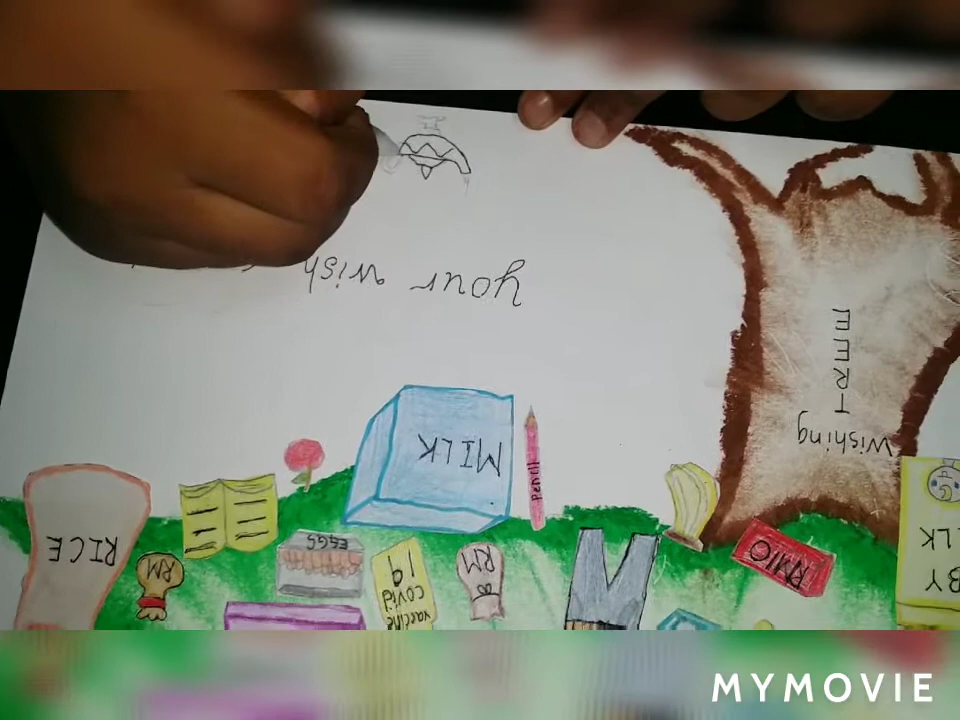 BY
LK
RM10
RM
vaccine
covid
19
EGGS
RM
RICE
Pencil
MILK
Wishing
TREE
your wish
MYMOVIE